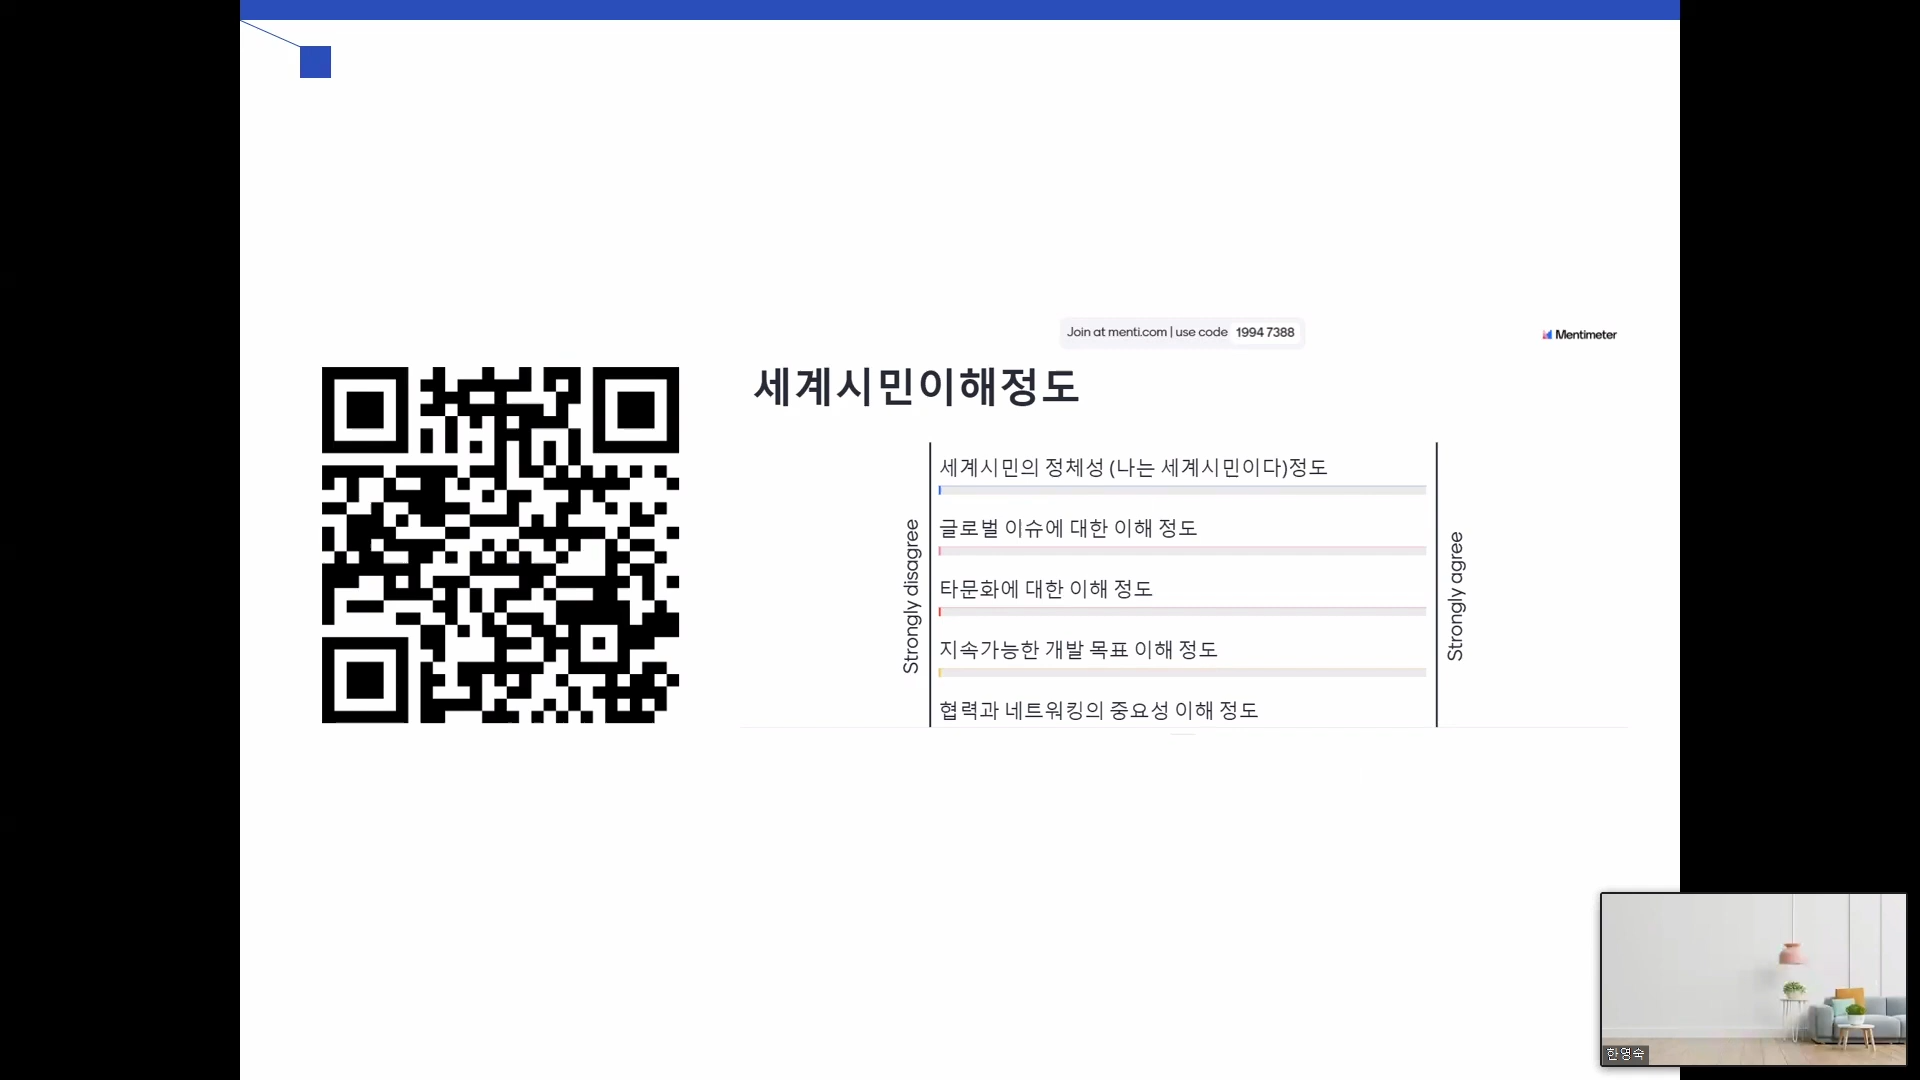 Join at menti.com | use code 1994 7388
Mentimeter
세계시민이해정도
Strongly disagree
세계시민의 정체성 (나는 세계시민이다)정도
글로벌 이슈에 대한 이해 정도
타문화에 대한 이해 정도
지속가능한 개발 목표 이해 정도
협력과 네트워킹의 중요성 이해 정도
Strongly agree
한영숙